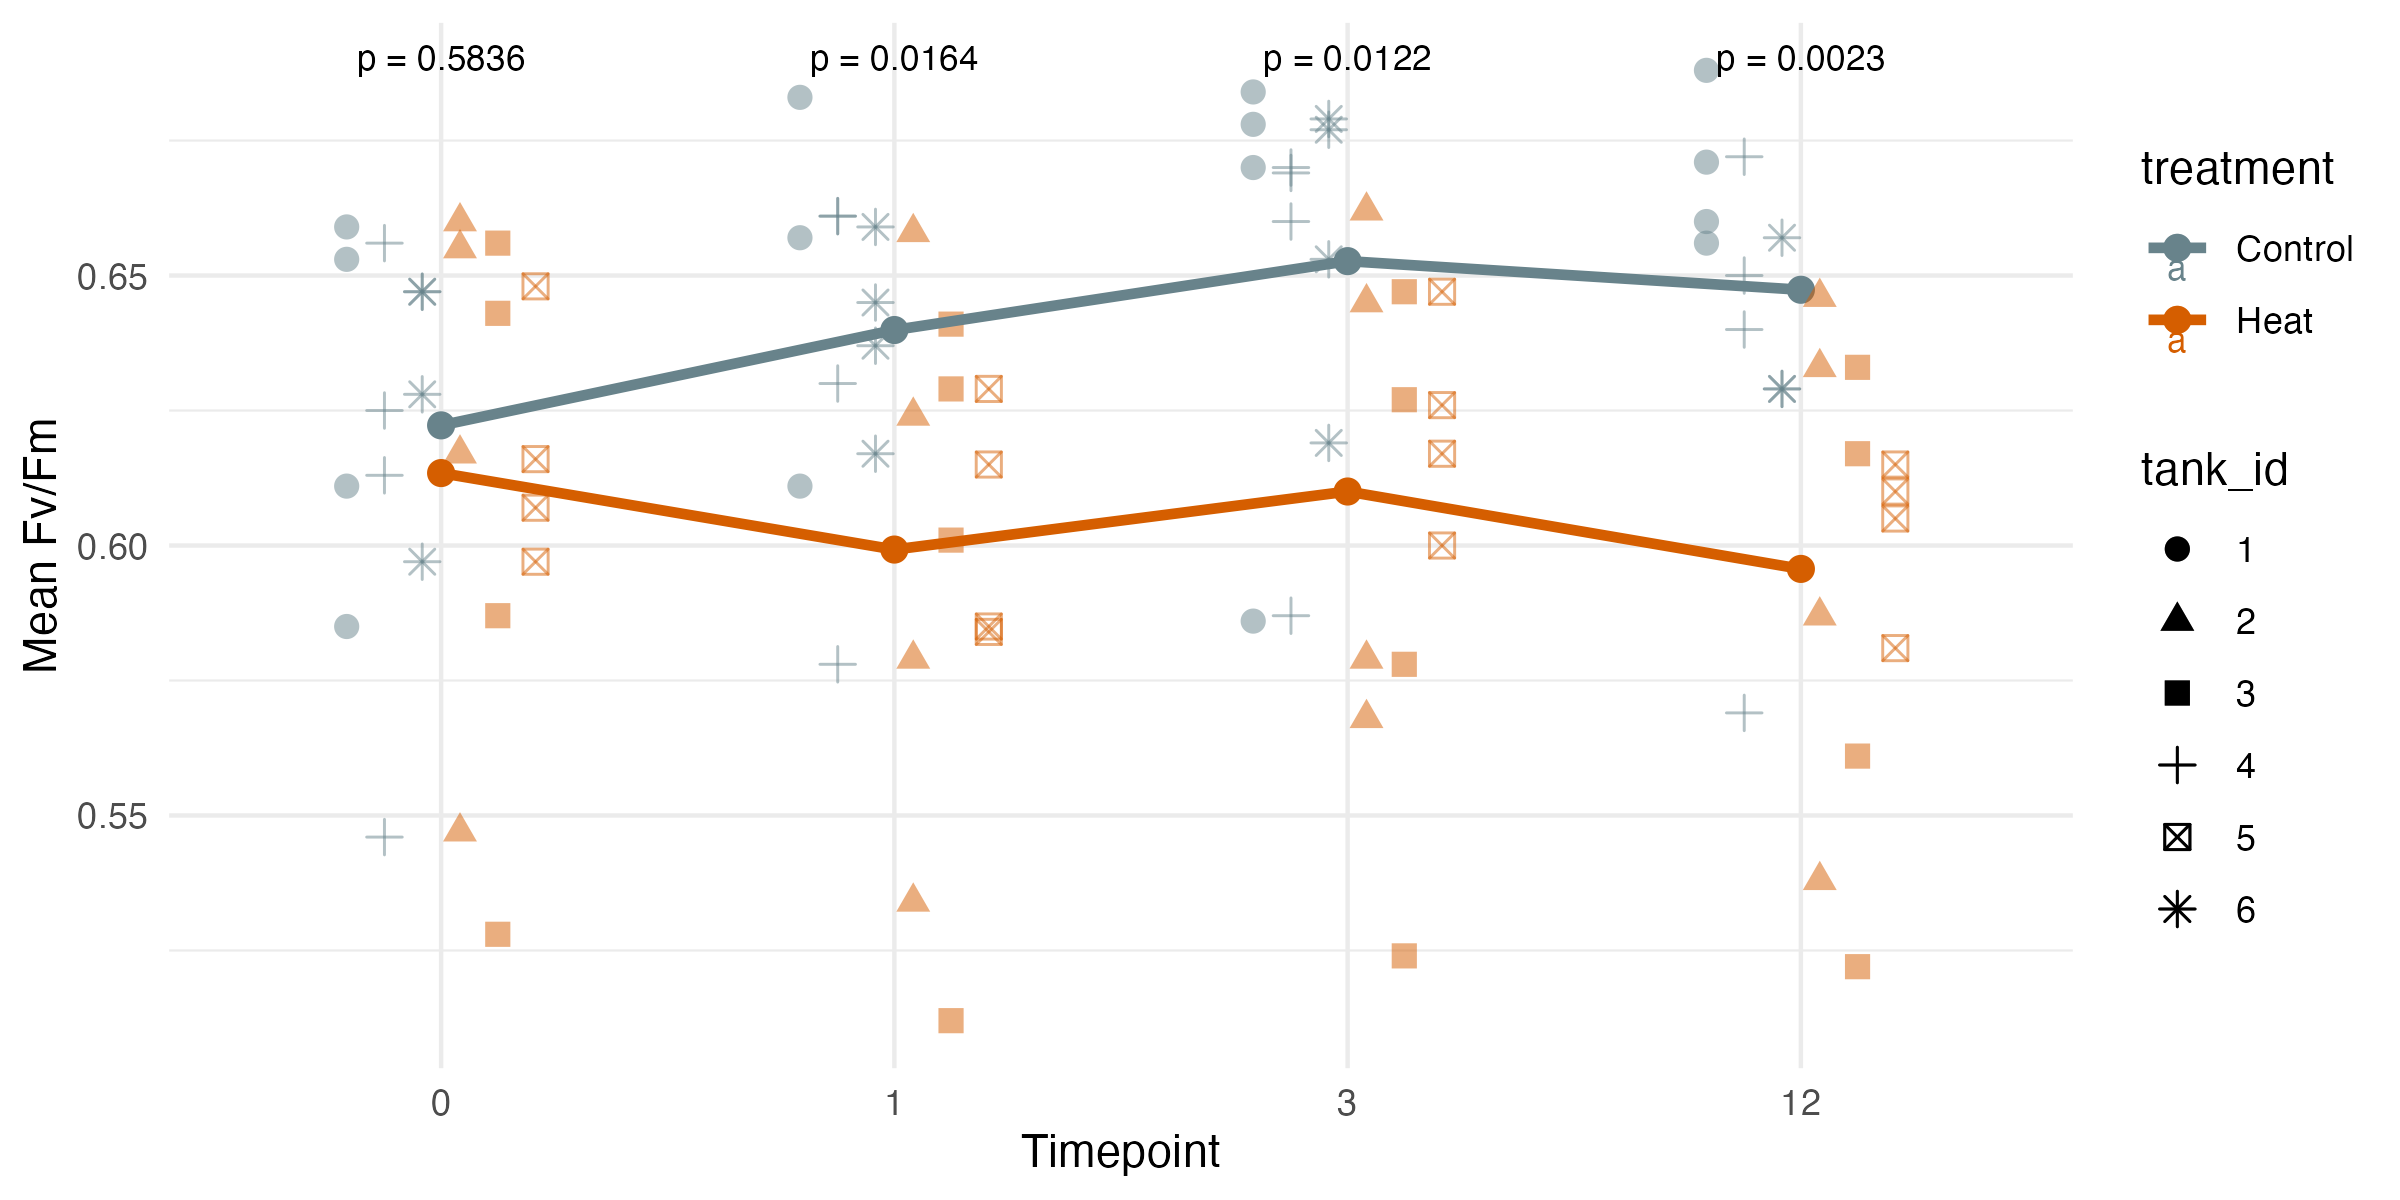 p = 0.5836 p = 0.0164 p = 0.0122 p = 0.0023
Mean Fv/Fm
0.65
0.60
0.55
0 1 3 12
Timepoint
treatment
a Control
a Heat
tank_id
1
2
3
4
5
6